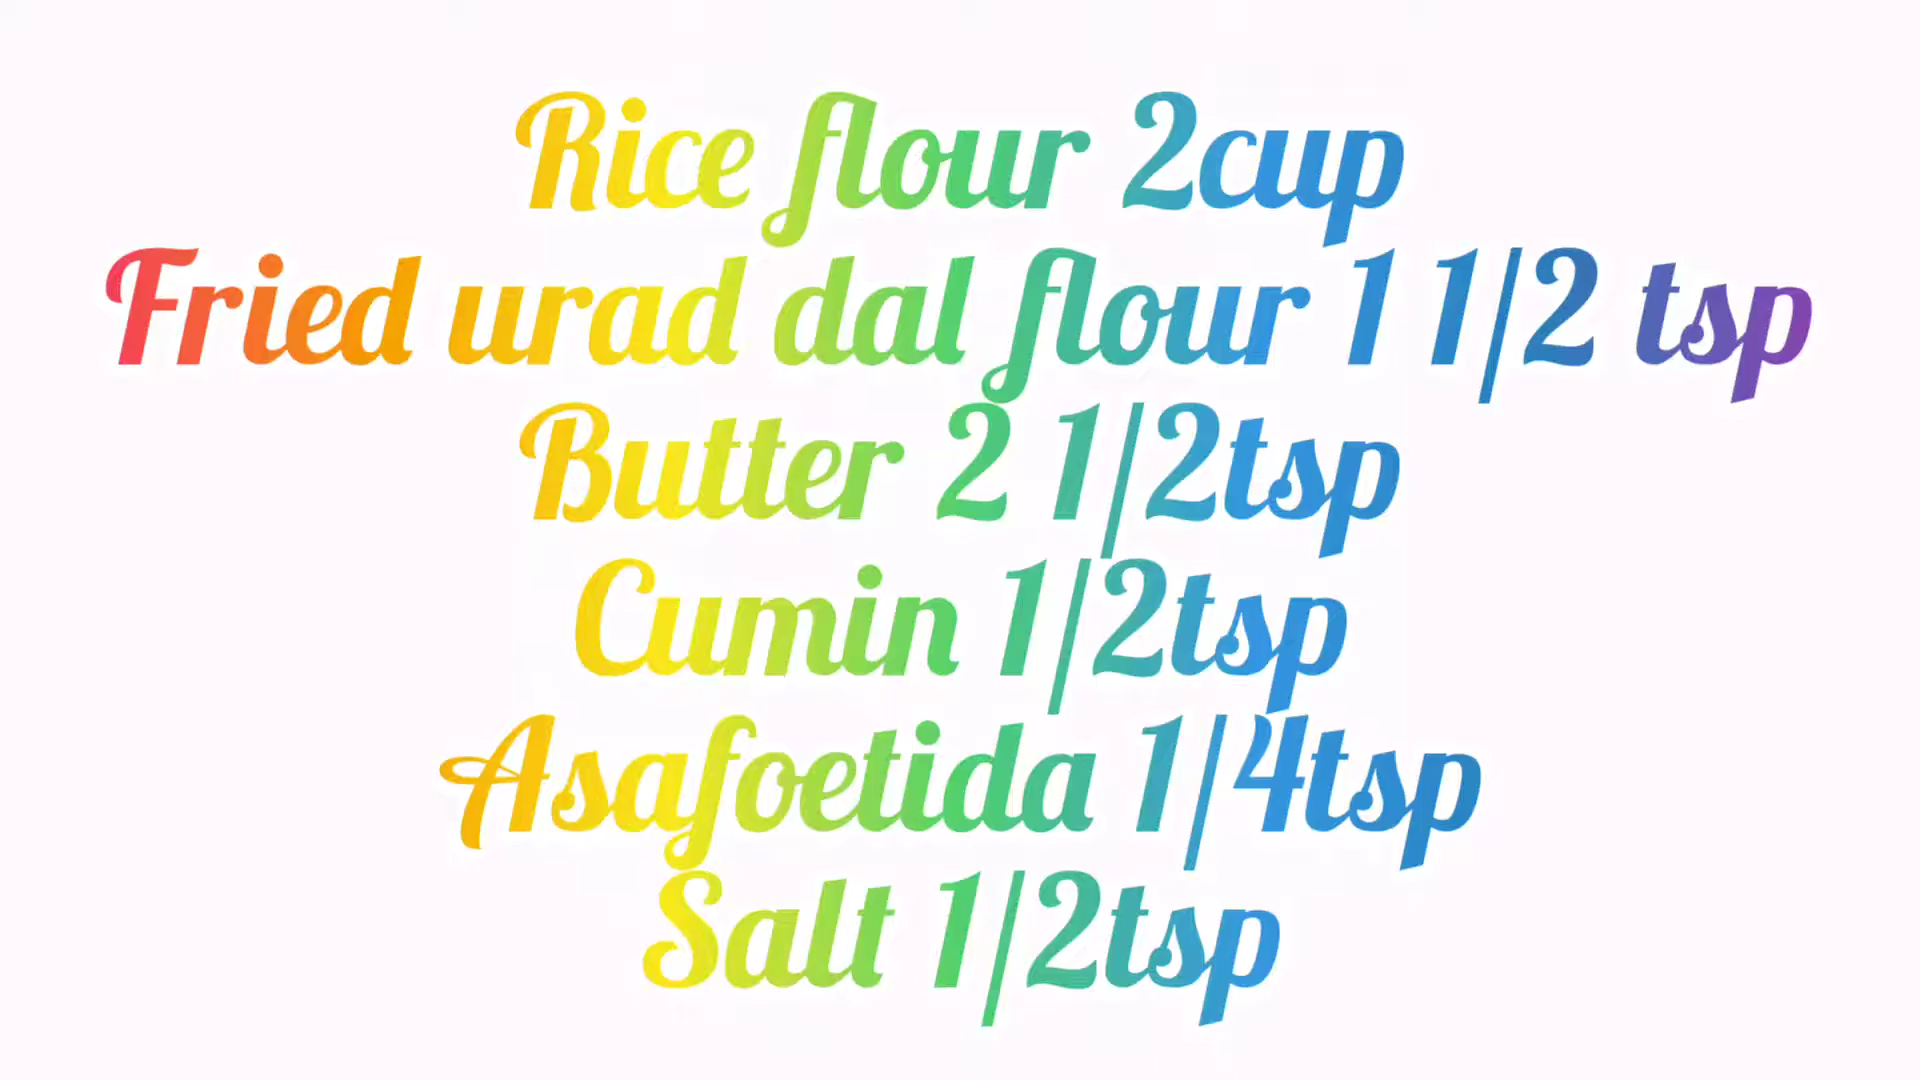 Rice flour 2cup
Fried urad dal flour 1 1/2 tsp
Butter 2 1/2tsp
Cumin 1/2tsp
Asafoetida 1/4tsp
Salt 1/2tsp